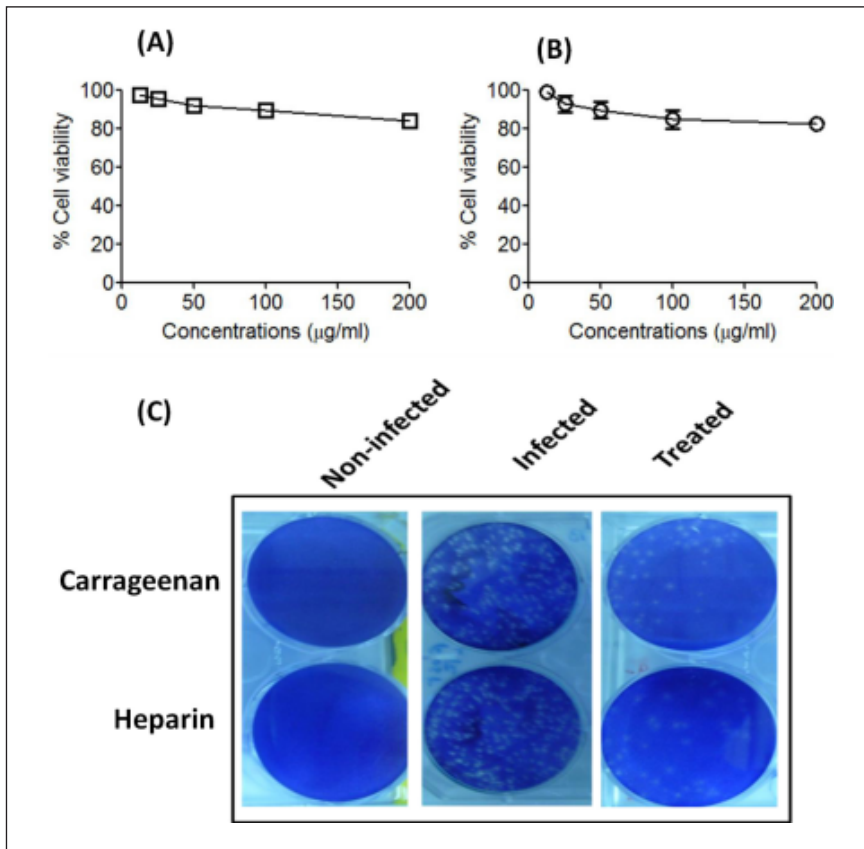 (A)
100
80
60
40
20
0
% Cell viability
0 50 100 150 200
Concentrations (μg/ml)
(B)
100
80
60
40
20
0
% Cell viability
0 50 100 150 200
Concentrations (μg/ml)
(C)
Non-infected
Infected
Treated
Carrageenan
Heparin